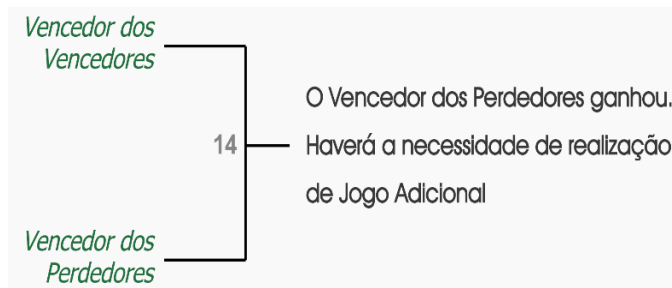 Vencedor dos
Vencedores
14
O Vencedor dos Perdedores ganhou.
Haverá a necessidade de realização
de Jogo Adicional
Vencedor dos
Perdedores